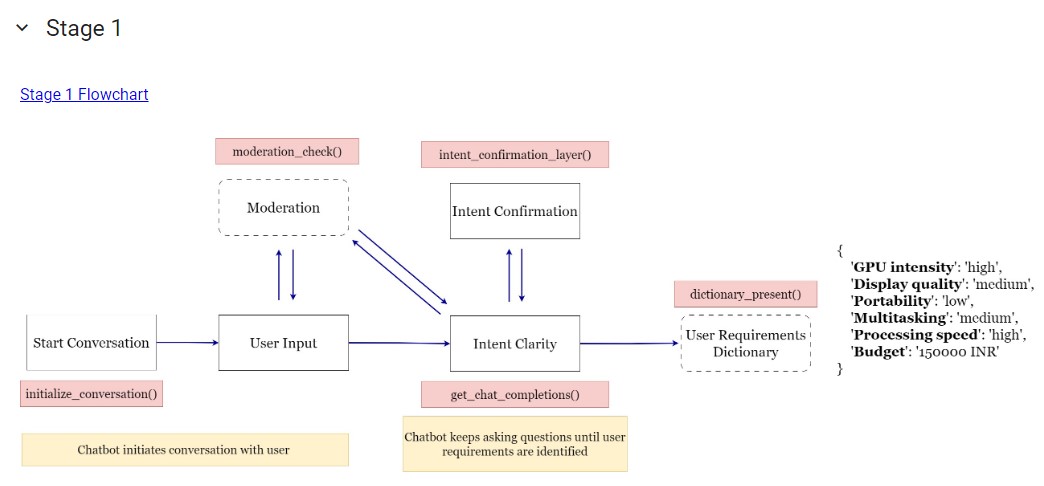 Stage 1
Stage 1 Flowchart
moderation_check()
intent_confirmation_layer()
Moderation
Intent Confirmation
dictionary_present()
Start Conversation
User Input
Intent Clarity
User Requirements
Dictionary
{
'GPU intensity': 'high',
'Display quality': 'medium',
'Portability': 'low',
'Multitasking': 'medium',
'Processing speed': 'high',
'Budget': '150000 INR'
}
initialize_conversation()
get_chat_completions()
Chatbot initiates conversation with user
Chatbot keeps asking questions until user
requirements are identified